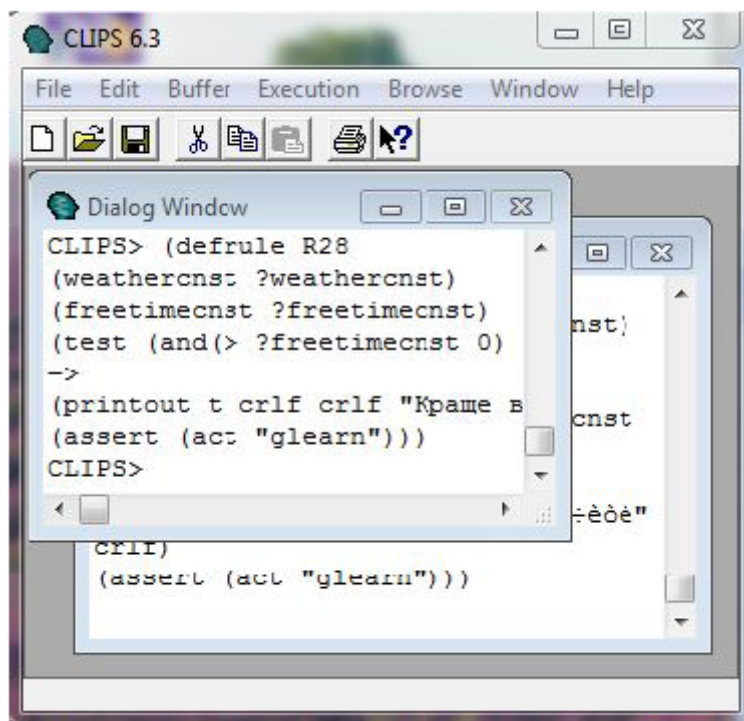 CLIPS 6.3
File Edit Buffer Execution Browse Window Help
Dialog Window
CLIPS> (defrule R28
(weathercnst ?weathercnst)
(freetimecnst ?freetimecnst)
(test (and(> ?freetimecnst 0)
->
(printout t crlf crlf "Краще в
(assert (act "glearn")))
CLIPS>
nst)
cnst
÷èòè"
crlf)
(assert (act "glearn")))